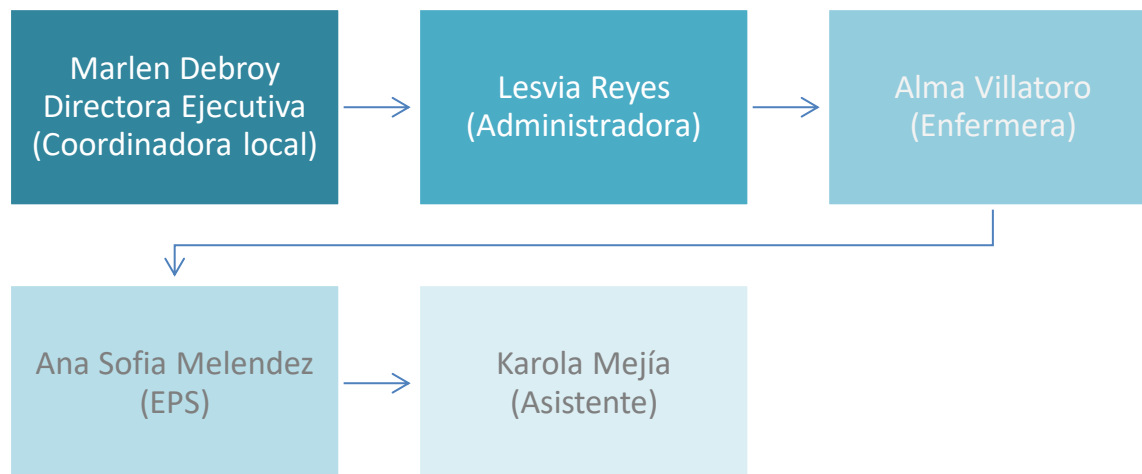 Marlen Debroy
Directora Ejecutiva
(Coordinadora local)
Lesvia Reyes
(Administradora)
Alma Villatoro
(Enfermera)
Ana Sofia Melendez
(EPS)
Karola Mejía
(Asistente)